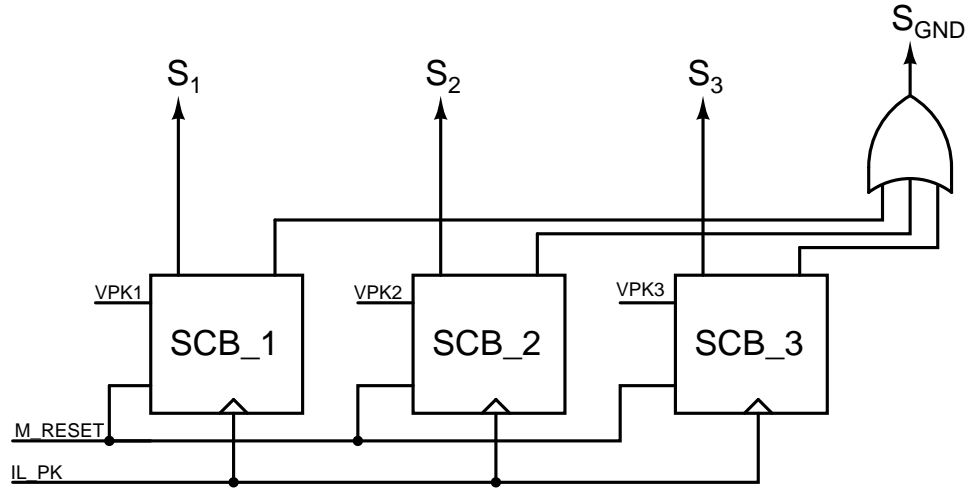 S_GND
S_1
S_2
S_3
VPK1
VPK2
VPK3
SCB_1
SCB_2
SCB_3
M_RESET
IL_PK